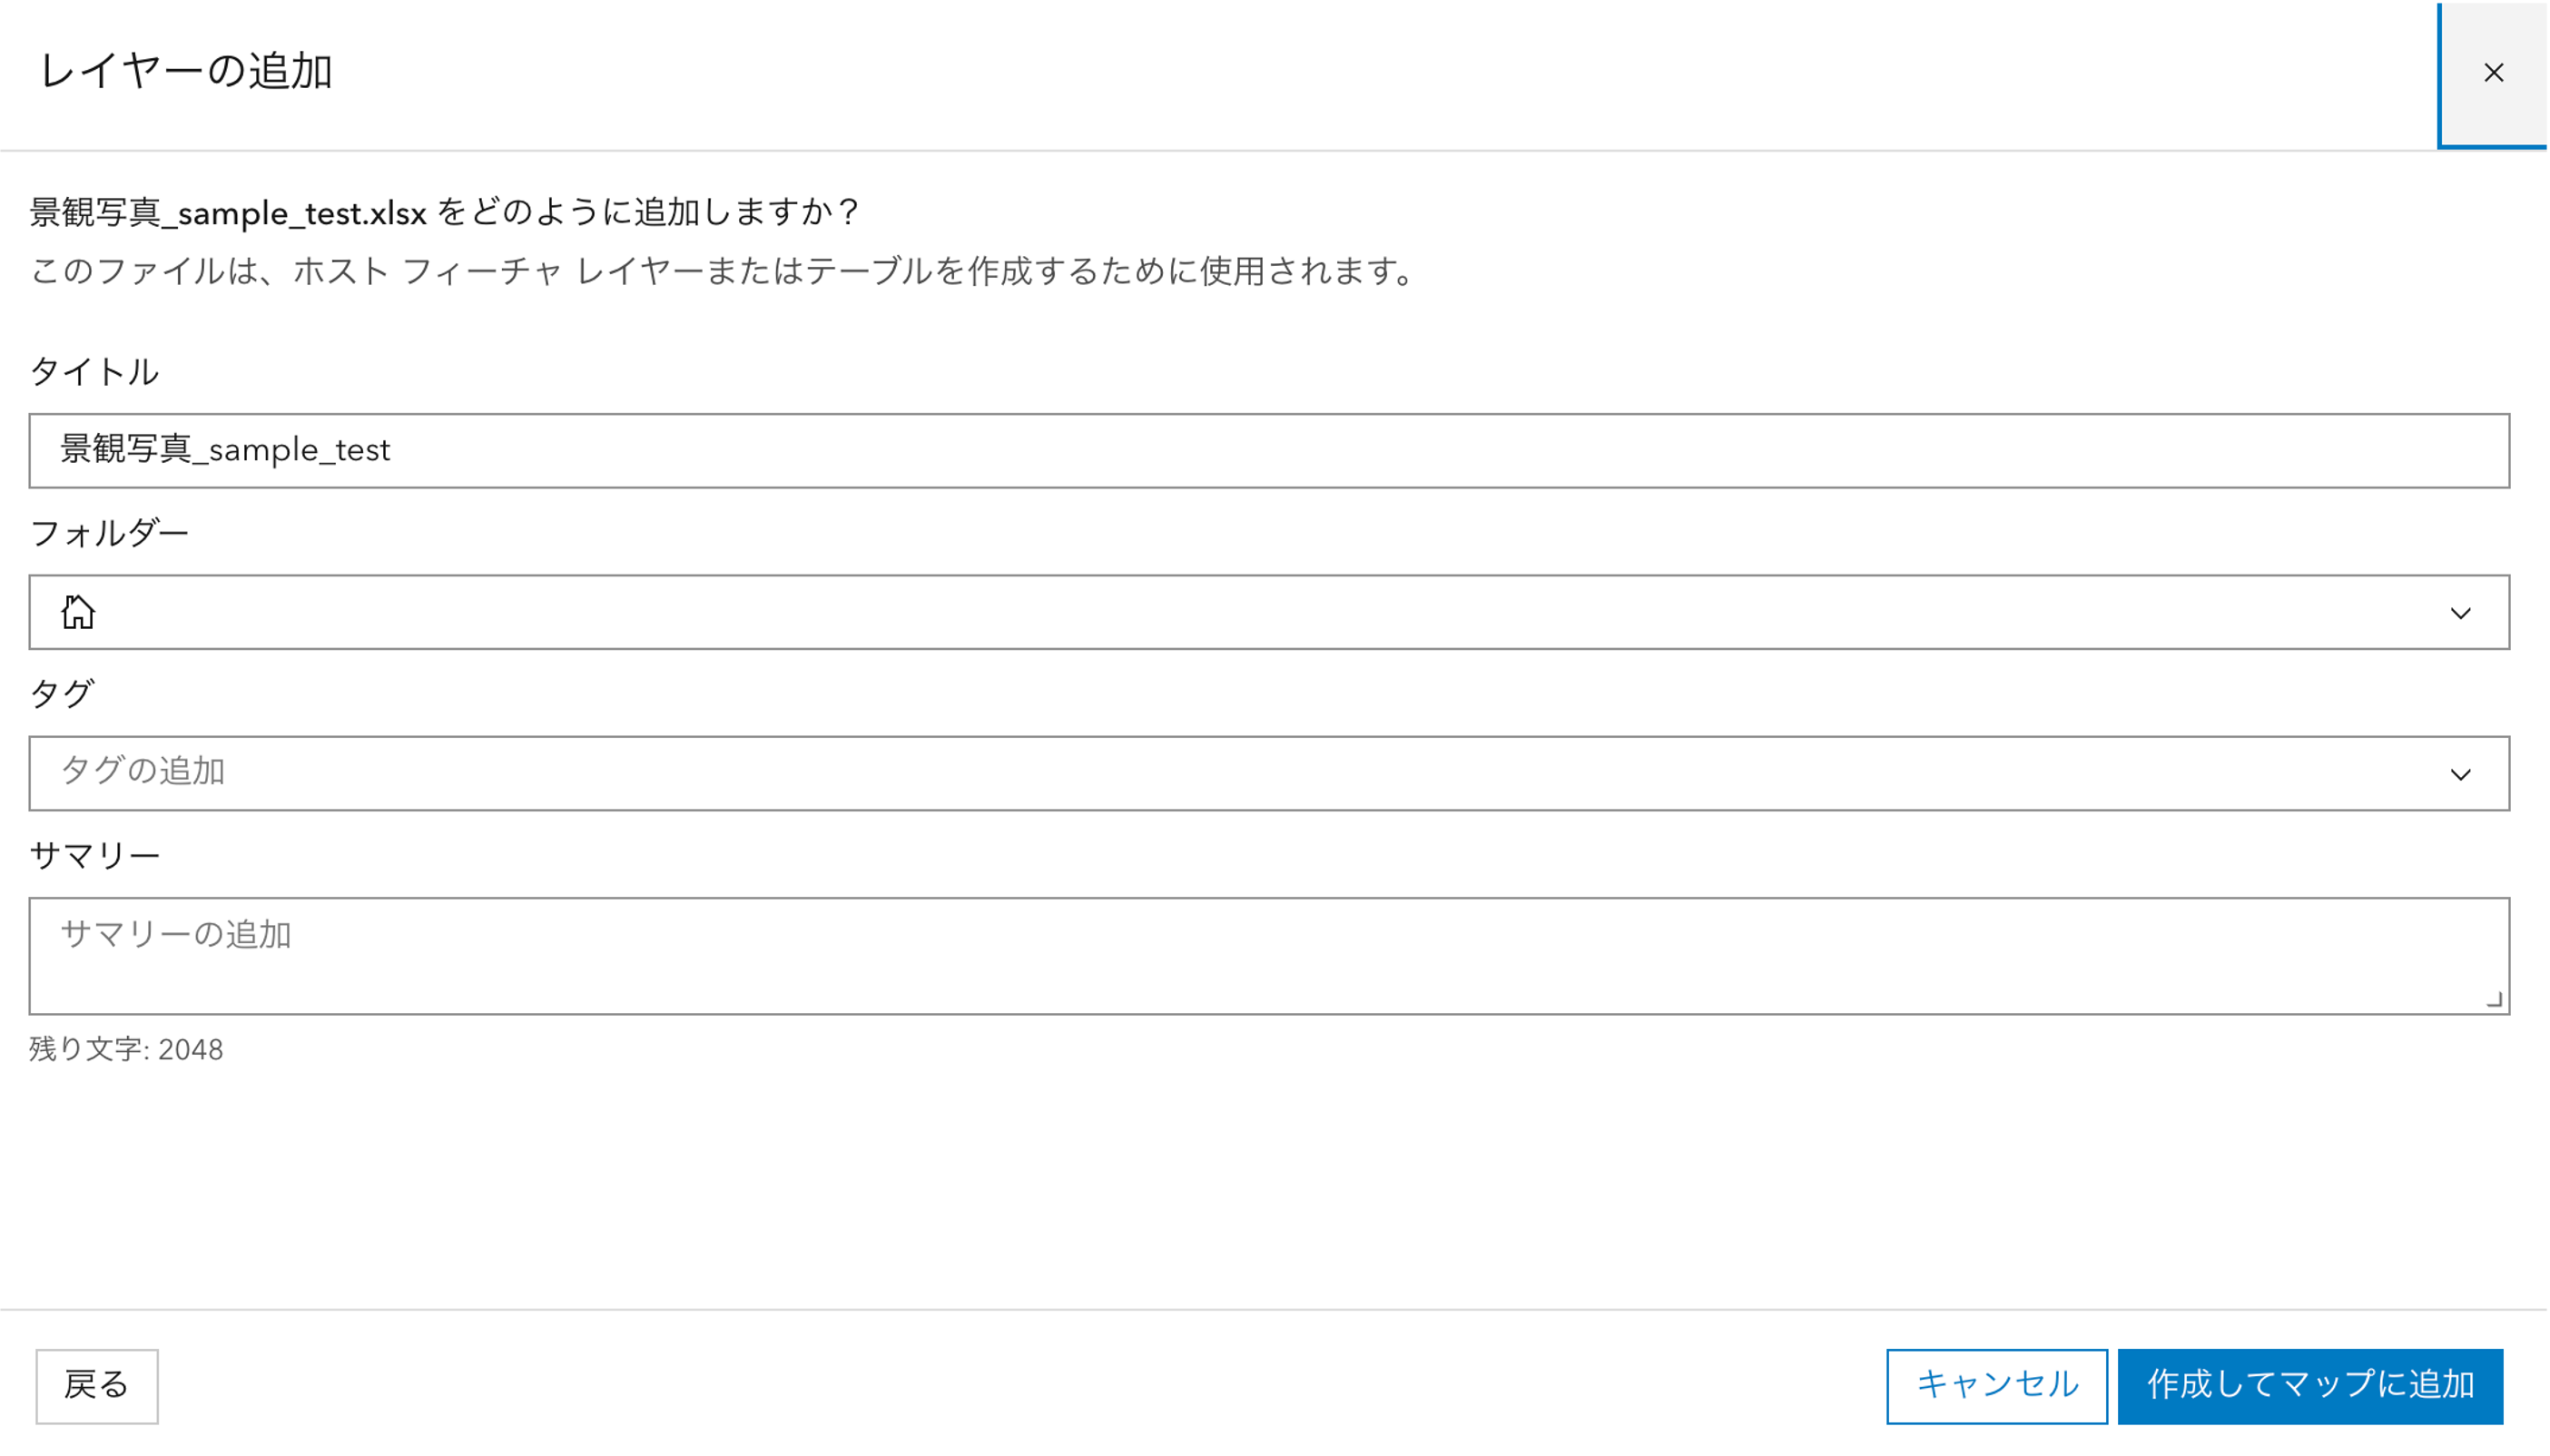 レイヤーの追加
景観写真_sample_test.xlsx をどのように追加しますか？
このファイルは、ホスト フィーチャ レイヤーまたはテーブルを作成するために使用されます。
タイトル
景観写真_sample_test
フォルダー
タグ
タグの追加
サマリー
サマリーの追加
残り文字: 2048
戻る
キャンセル
作成してマップに追加